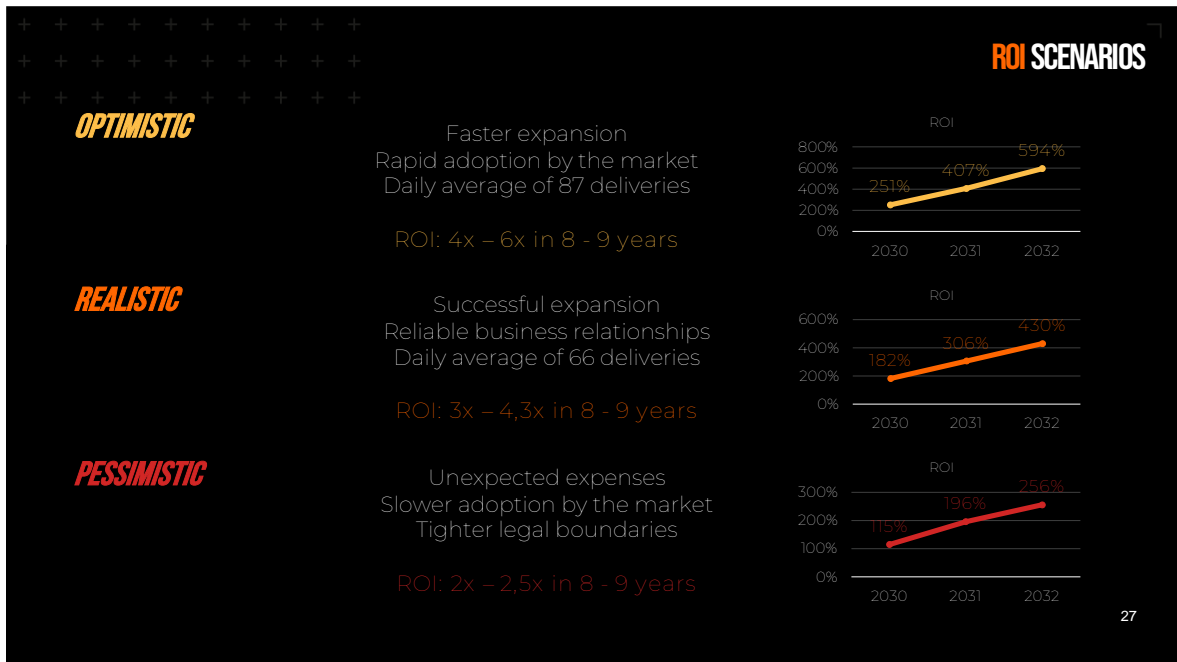 ROI SCENARIOS
OPTIMISTIC
Faster expansion
Rapid adoption by the market
Daily average of 87 deliveries
ROI: 4x – 6x in 8 - 9 years
ROI
800%
600%
400%
200%
0%
251%
407%
594%
2030
2031
2032
REALISTIC
Successful expansion
Reliable business relationships
Daily average of 66 deliveries
ROI: 3x – 4,3x in 8 - 9 years
ROI
600%
400%
200%
0%
182%
306%
430%
2030
2031
2032
PESSIMISTIC
Unexpected expenses
Slower adoption by the market
Tighter legal boundaries
ROI: 2x – 2,5x in 8 - 9 years
ROI
300%
200%
100%
0%
115%
196%
256%
2030
2031
2032
27